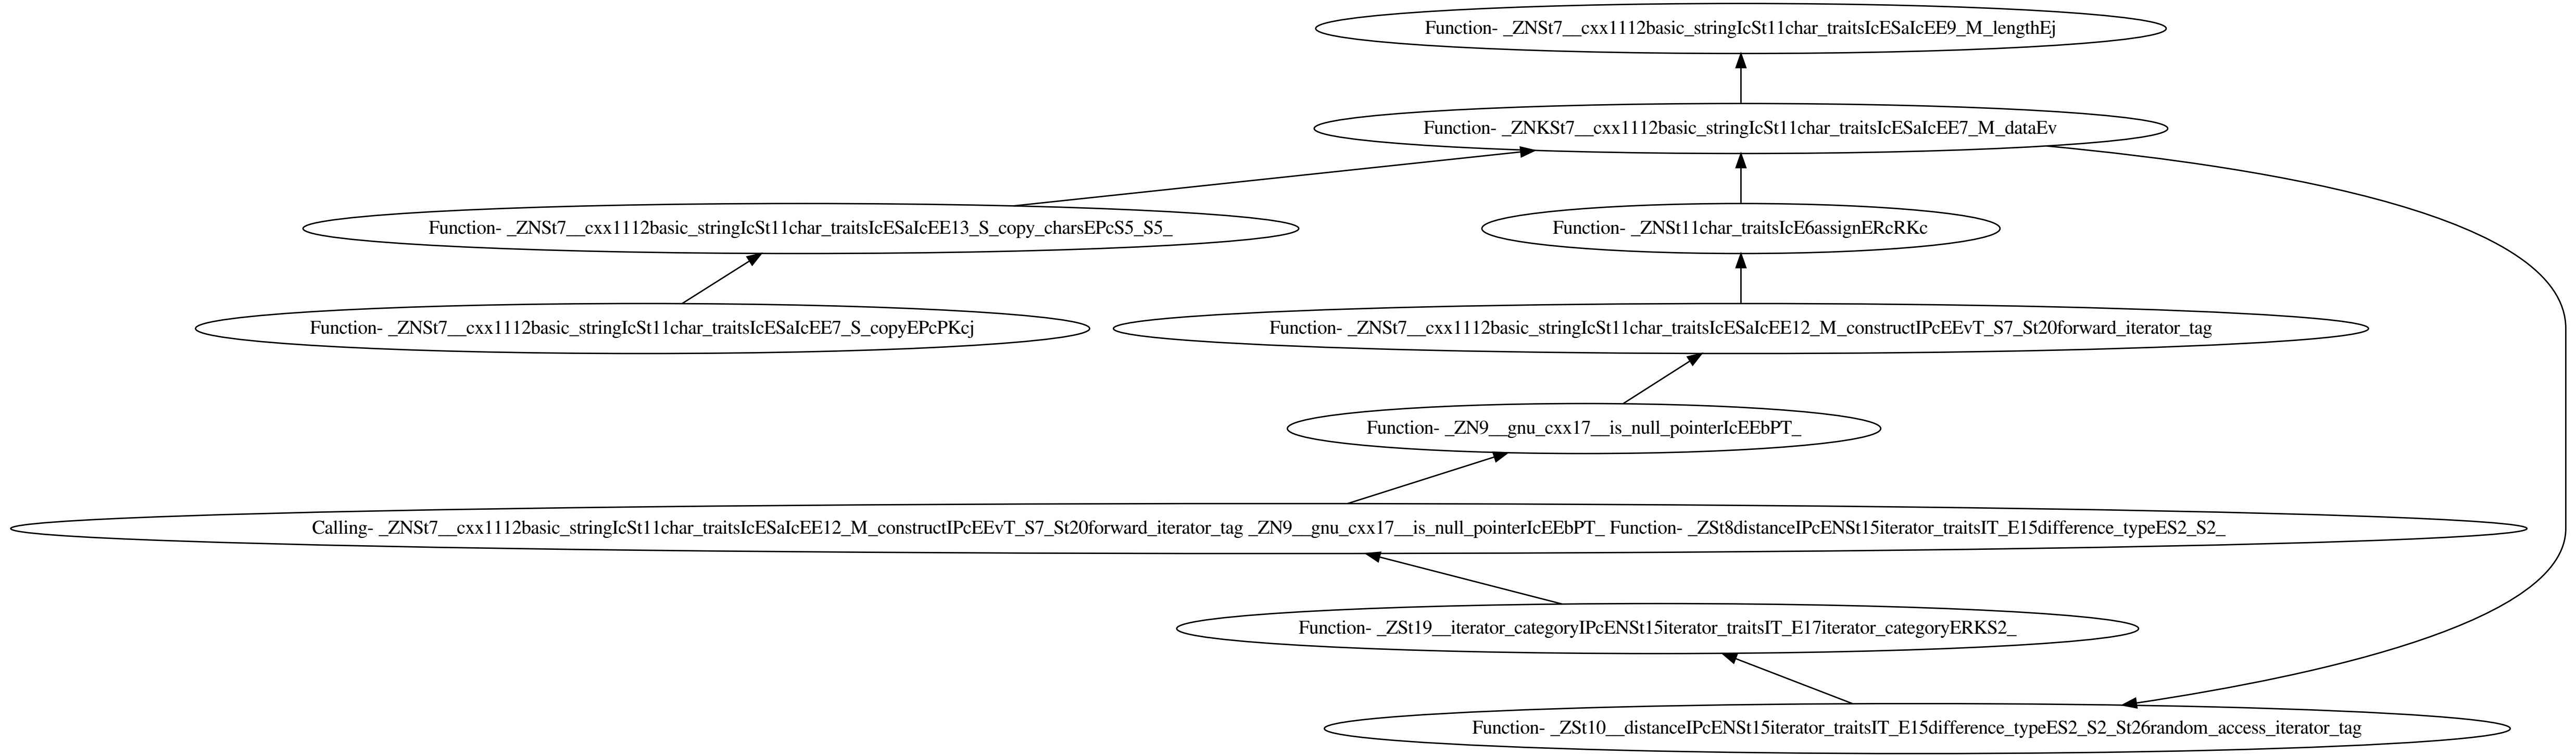 Function- _ZNSt7__cxx1112basic_stringIcSt11char_traitsIcESaIcEE9_M_lengthEj
Function- _ZNKSt7__cxx1112basic_stringIcSt11char_traitsIcESaIcEE7_M_dataEv
Function- _ZNSt7__cxx1112basic_stringIcSt11char_traitsIcESaIcEE13_S_copy_charsEPcS5_S5_
Function- _ZNSt11char_traitsIcE6assignERcRKc
Function- _ZNSt7__cxx1112basic_stringIcSt11char_traitsIcESaIcEE7_S_copyEPcPKcj
Function- _ZNSt7__cxx1112basic_stringIcSt11char_traitsIcESaIcEE12_M_constructIPcEEvT_S7_St20forward_iterator_tag
Function- _ZN9__gnu_cxx17__is_null_pointerIcEEbPT_
Calling- _ZNSt7__cxx1112basic_stringIcSt11char_traitsIcESaIcEE12_M_constructIPcEEvT_S7_St20forward_iterator_tag _ZN9__gnu_cxx17__is_null_pointerIcEEbPT_ Function- _ZSt8distanceIPcENSt15iterator_traitsIT_E15difference_typeES2_S2_
Function- _ZSt19__iterator_categoryIPcENSt15iterator_traitsIT_E17iterator_categoryERKS2_
Function- _ZSt10__distanceIPcENSt15iterator_traitsIT_E15difference_typeES2_S2_St26random_access_iterator_tag